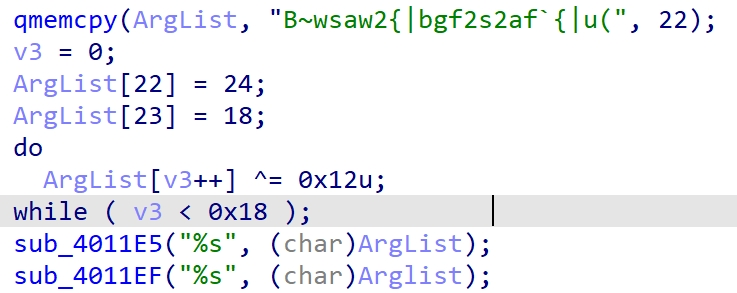 qmemcpy(ArgList, "B~wsaw2{|bgf2s2af`{|u(", 22);
v3 = 0;
ArgList[22] = 24;
ArgList[23] = 18;
do
ArgList[v3++] ^= 0x12u;
while ( v3 < 0x18 );
sub_4011E5("%s", (char)ArgList);
sub_4011EF("%s", (char)Arglist);